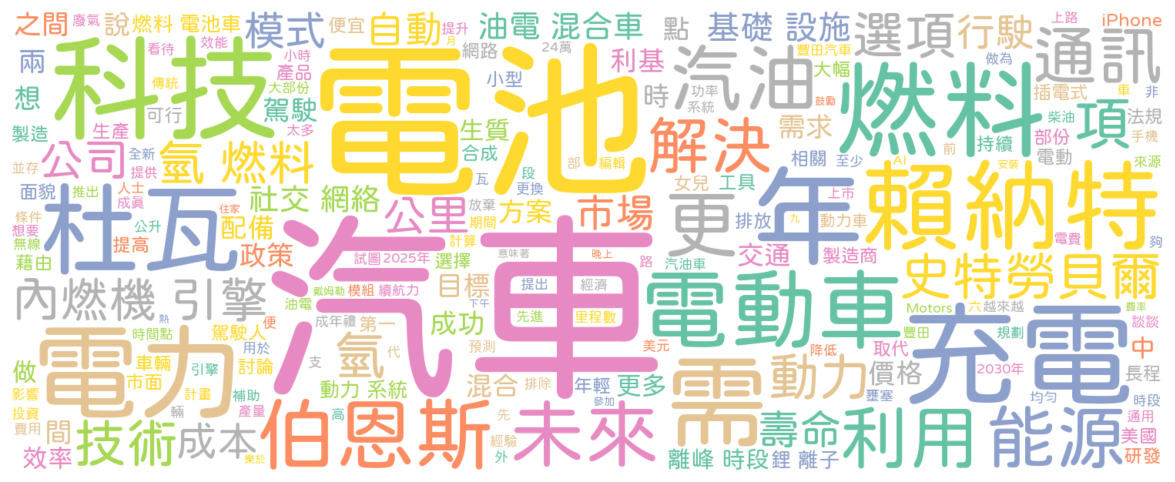 之間 廢氣 說 燃料 電池車 模式 便宜 自動 提升 月 油電 混合車 點 基礎 設施 選項 行駛 上路 iPhone
兩 看待 效能 小時 產品 網路 24萬 小型 利基 汽油 豐田汽車 大幅 做為 通訊
想 科技 傳統 大部份 駕駛 電池 時 功率 系統 鼓勵 插電式 車 非
製造 生產 可行 太多 生質 合成 解決 需求 燃料 柴油 項 法規 手機
公司 全新 氫 燃料 部 編輯 相關 至少 部份 持續 電動 來源
並存 提供 瓦 段 更換 女兒 工具 前 AI 安裝
面貌 推出 人士 成真 社交 網絡 放棄 方案 市場 更 年 上市 賴納特
條件 想要 杜瓦 住家 公升 配備 公里 期間 排放 九 動力車 電費 夠
無線 藉由 提高 政策 計算 汽車 意味著 晚上 路 交通 製造商
內燃機 引擎 試圖 2025年 選擇 汽油車 史特勞貝爾
戴姆勒 模組 續航力 目標 提出 經濟 電動車 費率
油電 下午 Motors 六 越來越 談談
熱 駕駛人 便 成年禮 第一 成功 先進 里程數 豐田 規劃 充電
電力 時間點 用於 支 氫 代 預測 美元 降低 取代 中
做 車輛 引擎 討論 排除 需 動力 價格 2030年 長程
影響 市面 計畫 補助 動力 系統 混合 年輕 更多 壅塞 均勻 時段
投資 費用 間 輛 產量 高 先 參加 通用
技術 成本 伯恩斯 經驗 未來 壽命 利用 能源 美國
效率 樂於 外 離峰 時段 鋰 離子 研發